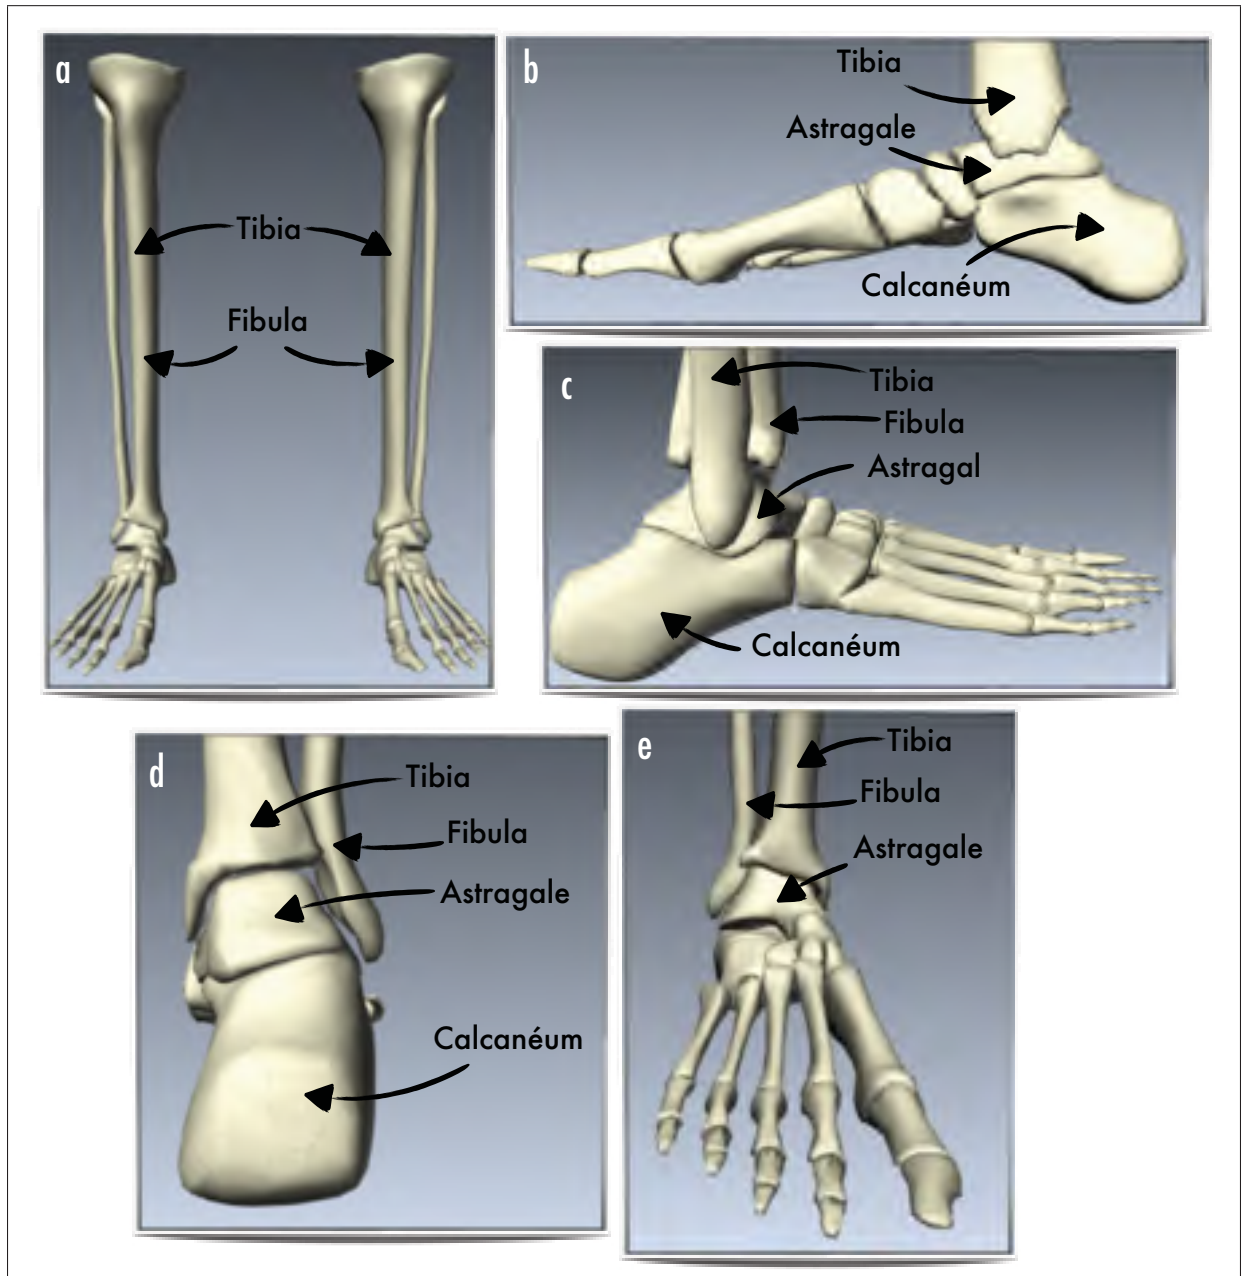 a
Tibia
Fibula
b
Tibia
Astragale
Calcanéum
c
Tibia
Fibula
Astragal
Calcanéum
d
Tibia
Fibula
Astragale
Calcanéum
e
Tibia
Fibula
Astragale